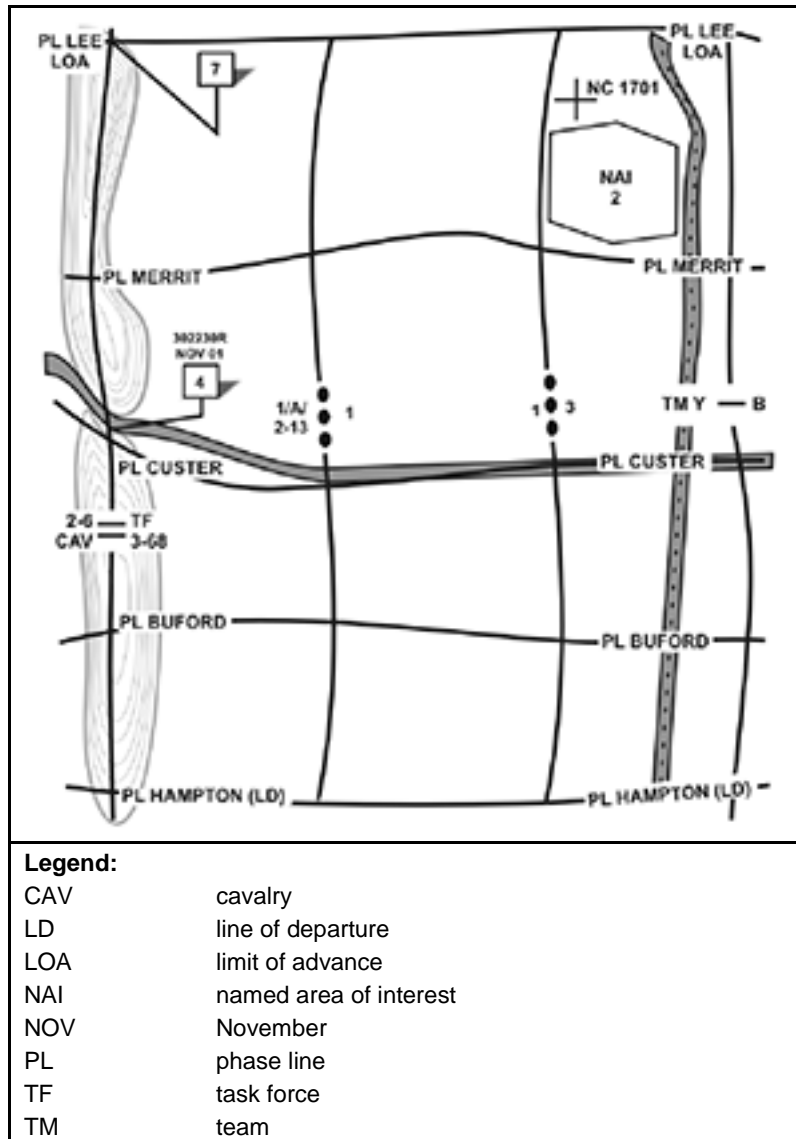 PL LEE
LOA
7
PL LEE
LOA
NC 1701
NAI
2
PL MERRIT
PL MERRIT
302230R
NOV 01
4
1/A/
2-13
1
1
3
TM Y
B
PL CUSTER
PL CUSTER
2-6
CAV
TF
3-68
PL BUFORD
PL BUFORD
PL HAMPTON (LD)
PL HAMPTON (LD)
Legend:
CAV cavalry
LD line of departure
LOA limit of advance
NAI named area of interest
NOV November
PL phase line
TF task force
TM team